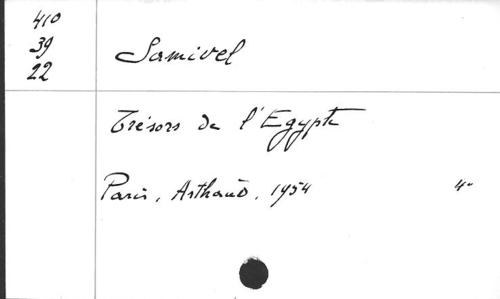 410
39
22
Samivel
Trésors de l'Egypte
Paris, Arthaud, 1954 4°